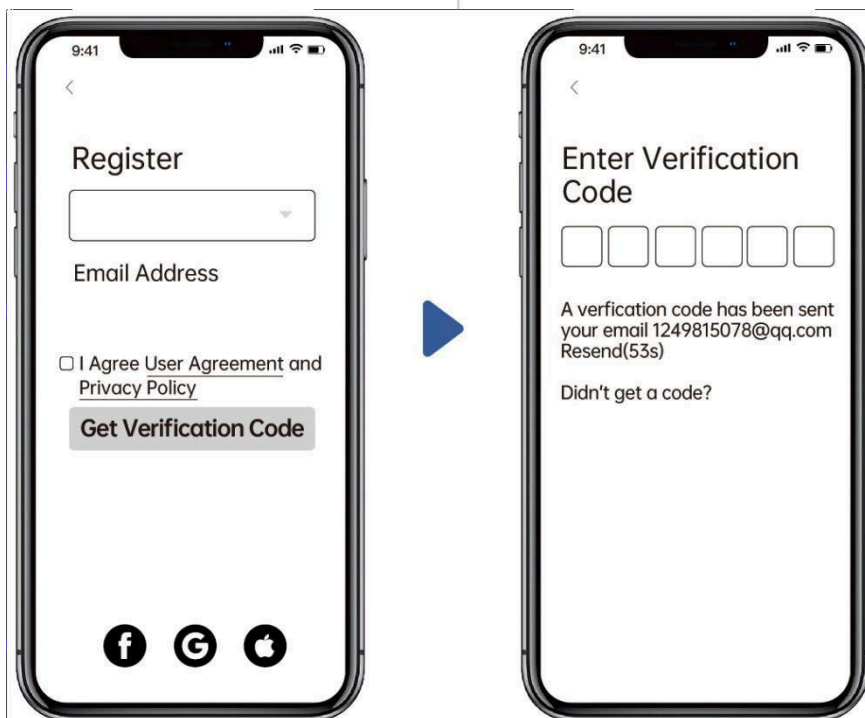 9:41
Register
Email Address
I Agree User Agreement and
Privacy Policy
Get Verification Code
f G
9:41
Enter Verification
Code
A verfication code has been sent
your email 1249815078@qq.com
Resend(53s)
Didn't get a code?